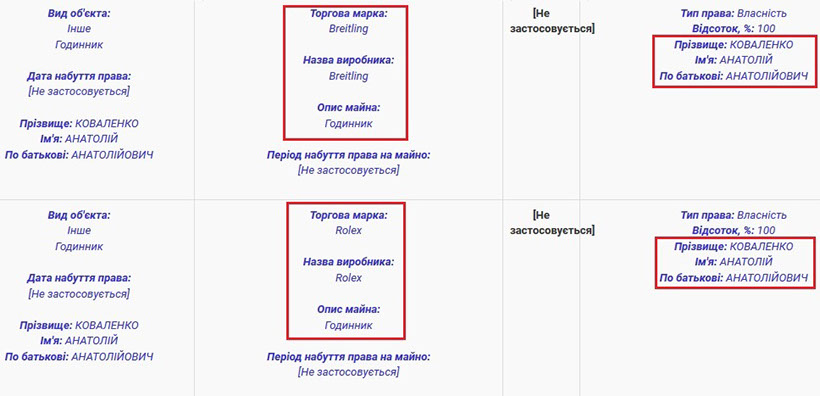 Вид об'єкта:
Інше
Годинник
Дата набуття права:
[Не застосовується]
Прізвище: КОВАЛЕНКО
Ім'я: АНАТОЛІЙ
По батькові: АНАТОЛІЙОВИЧ
Торгова марка:
Breitling
Назва виробника:
Breitling
Опис майна:
Годинник
Період набуття права на майно:
[Не застосовується]
[Не
застосовується]
Тип права: Власність
Відсоток, %: 100
Прізвище: КОВАЛЕНКО
Ім'я: АНАТОЛІЙ
По батькові: АНАТОЛІЙОВИЧ
Вид об'єкта:
Інше
Годинник
Дата набуття права:
[Не застосовується]
Прізвище: КОВАЛЕНКО
Ім'я: АНАТОЛІЙ
По батькові: АНАТОЛІЙОВИЧ
Торгова марка:
Rolex
Назва виробника:
Rolex
Опис майна:
Годинник
Період набуття права на майно:
[Не застосовується]
[Не
застосовується]
Тип права: Власність
Відсоток, %: 100
Прізвище: КОВАЛЕНКО
Ім'я: АНАТОЛІЙ
По батькові: АНАТОЛІЙОВИЧ